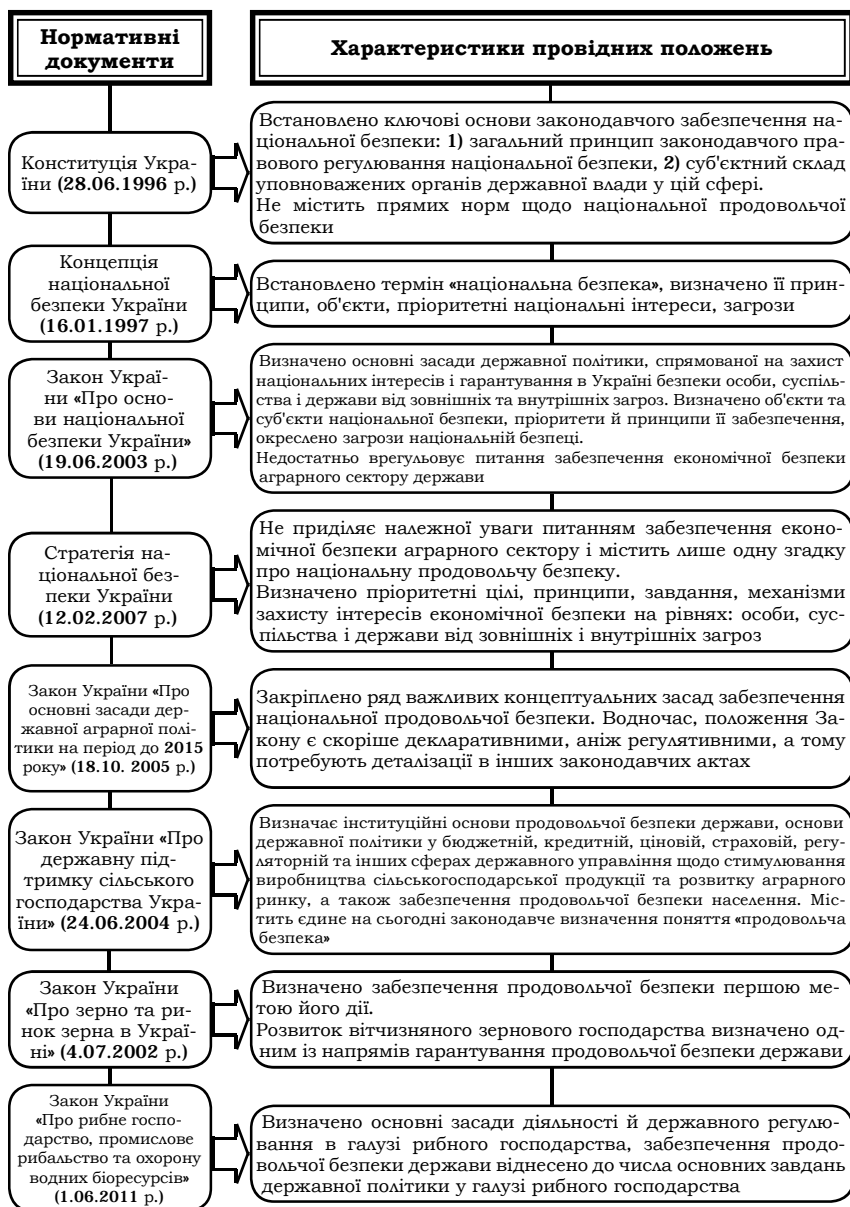 Нормативні
документи
Характеристики провідних положень
Конституція Укра-
їни (28.06.1996 р.)
Встановлено ключові основи законодавчого забезпечення на-
ціональної безпеки: 1) загальний принцип законодавчого пра-
вового регулювання національної безпеки, 2) суб'єктний склад
уповноважених органів державної влади у цій сфері.
Не містить прямих норм щодо національної продовольчої
безпеки
Концепція
національної
безпеки України
(16.01.1997 р.)
Встановлено термін «національна безпека», визначено її прин-
ципи, об'єкти, пріоритетні національні інтереси, загрози
Закон Украї-
ни «Про осно-
ви національної
безпеки України»
(19.06.2003 р.)
Визначено основні засади державної політики, спрямованої на захист
національних інтересів і гарантування в Україні безпеки особи, суспіль-
ства і держави від зовнішніх та внутрішніх загроз. Визначено об'єкти та
суб'єкти національної безпеки, пріоритети й принципи її забезпечення,
окреслено загрози національній безпеці.
Недостатньо врегульовує питання забезпечення економічної безпеки
аграрного сектору держави
Стратегія на-
ціональної без-
пеки України
(12.02.2007 р.)
Не приділяє належної уваги питанням забезпечення еконо-
мічної безпеки аграрного сектору і містить лише одну згадку
про національну продовольчу безпеку.
Визначено пріоритетні цілі, принципи, завдання, механізми
захисту інтересів економічної безпеки на рівнях: особи, сус-
пільства і держави від зовнішніх і внутрішніх загроз
Закон України «Про
основні засади дер-
жавної аграрної полі-
тики на період до 2015
року» (18.10. 2005 р.)
Закріплено ряд важливих концептуальних засад забезпечення
національної продовольчої безпеки. Водночас, положення За-
кону є скоріше декларативними, аніж регулятивними, а тому
потребують деталізації в інших законодавчих актах
Закон України «Про
державну під-
тримку сільського
господарства Укра-
їни» (24.06.2004 р.)
Визначає інституційні основи продовольчої безпеки держави, основи
державної політики у бюджетній, кредитній, ціновій, страховій, регу-
ляторній та інших сферах державного управління щодо стимулювання
виробництва сільськогосподарської продукції та розвитку аграрного
ринку, а також забезпечення продовольчої безпеки населення. Міс-
тить єдине на сьогодні законодавче визначення поняття «продовольча
безпека»
Закон України
«Про зерно та ри-
нок зерна в Украї-
ні» (4.07.2002 р.)
Визначено забезпечення продовольчої безпеки першою ме-
тою його дії.
Розвиток вітчизняного зернового господарства визначено од-
ним із напрямів гарантування продовольчої безпеки держави
Закон України
«Про рибне госпо-
дарство, промислове
рибальство та охорону
водних біоресурсів»
(1.06.2011 р.)
Визначено основні засади діяльності й державного регулю-
вання в галузі рибного господарства, забезпечення продо-
вольчої безпеки держави віднесено до числа основних завдань
державної політики у галузі рибного господарства